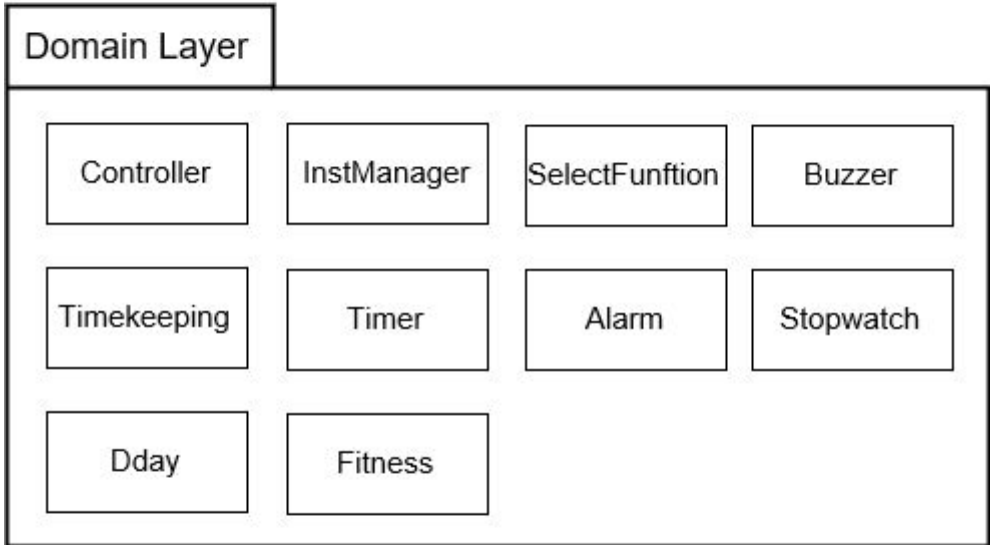 Domain Layer
Controller
InstManager
SelectFunftion
Buzzer
Timekeeping
Timer
Alarm
Stopwatch
Dday
Fitness